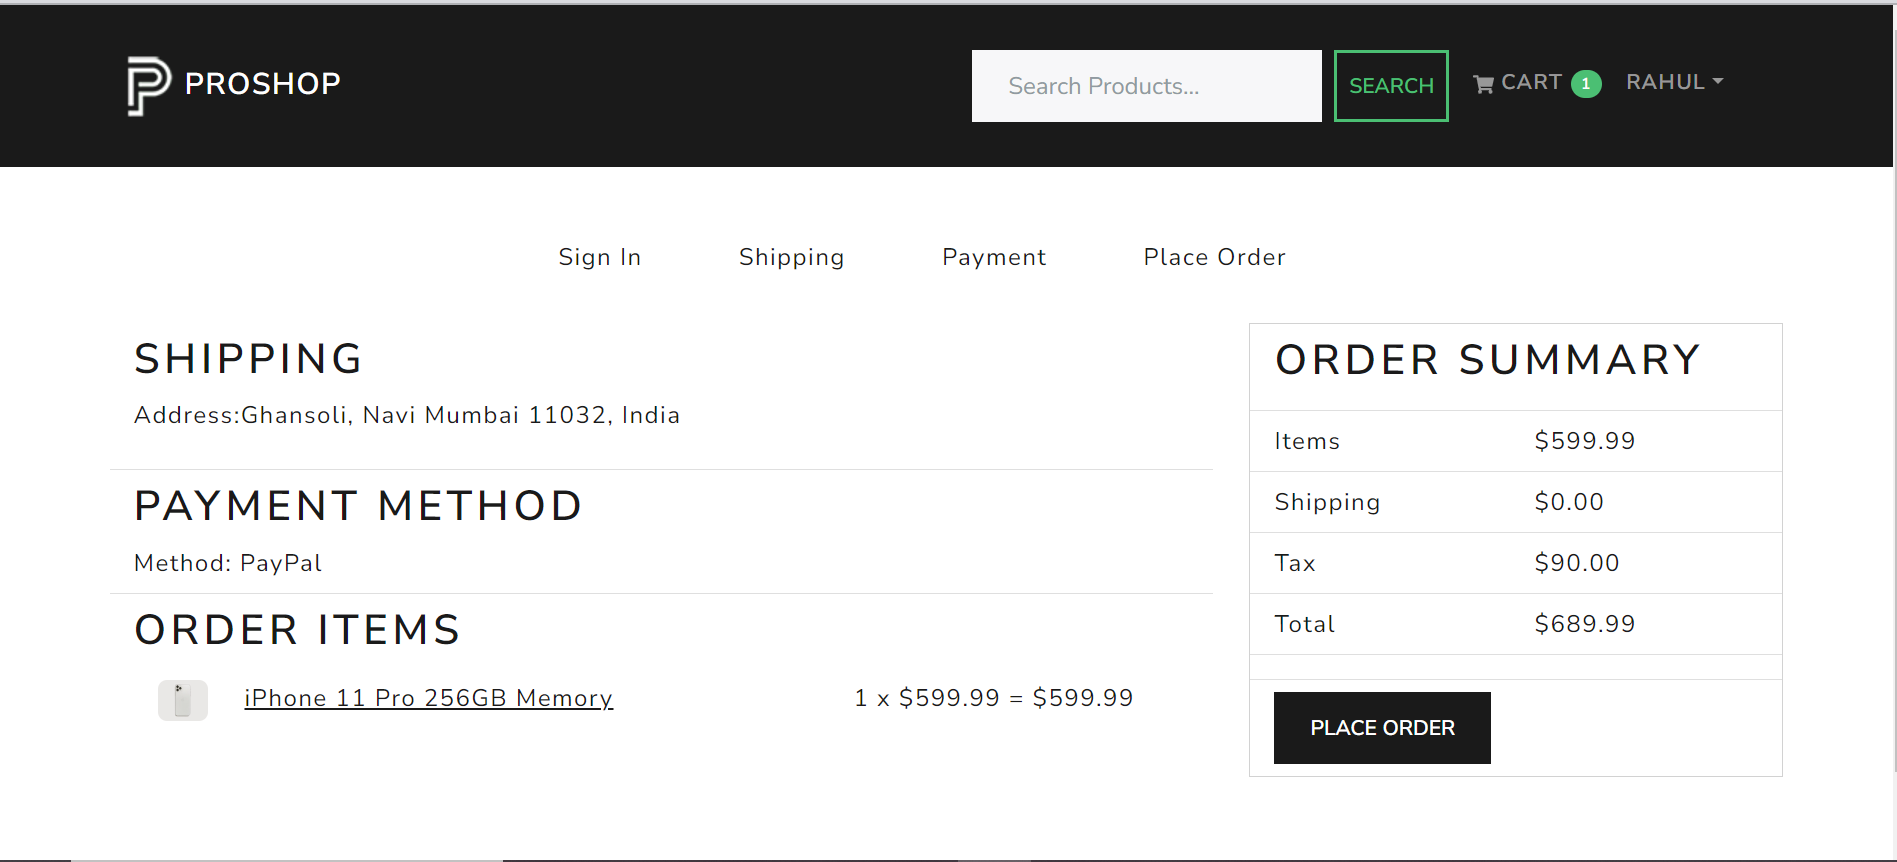 PROSHOP
Search Products...
SEARCH
CART 1
RAHUL
Sign In
Shipping
Payment
Place Order
SHIPPING
Address:Ghansoli, Navi Mumbai 11032, India
PAYMENT METHOD
Method: PayPal
ORDER ITEMS
iPhone 11 Pro 256GB Memory
1 x $599.99 = $599.99
ORDER SUMMARY
Items $599.99
Shipping $0.00
Tax $90.00
Total $689.99
PLACE ORDER